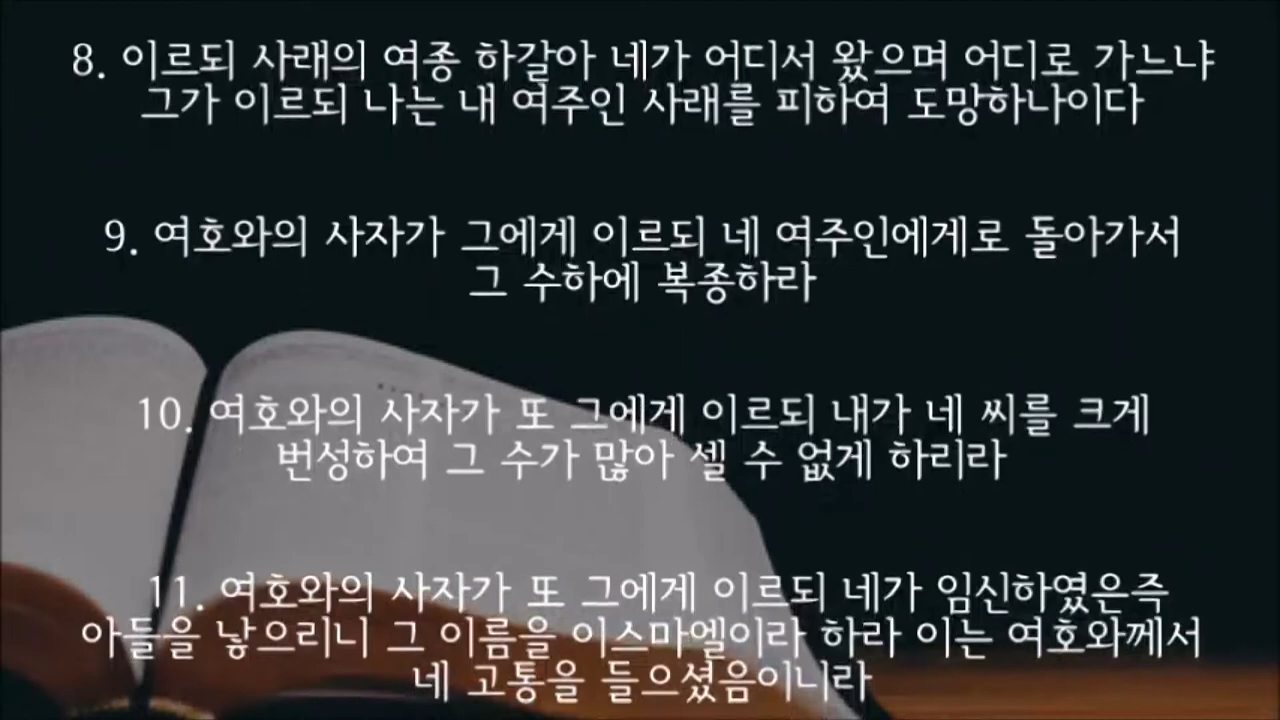 8. 이르되 사래의 여종 하갈아 네가 어디서 왔으며 어디로 가느냐
그가 이르되 나는 내 여주인 사래를 피하여 도망하나이다
9. 여호와의 사자가 그에게 이르되 네 여주인에게로 돌아가서
그 수하에 복종하라
10. 여호와의 사자가 또 그에게 이르되 내가 네 씨를 크게
번성하여 그 수가 많아 셀 수 없게 하리라
11. 여호와의 사자가 또 그에게 이르되 네가 임신하였은즉
아들을 낳으리니 그 이름을 이스마엘이라 하라 이는 여호와께서
네 고통을 들으셨음이니라